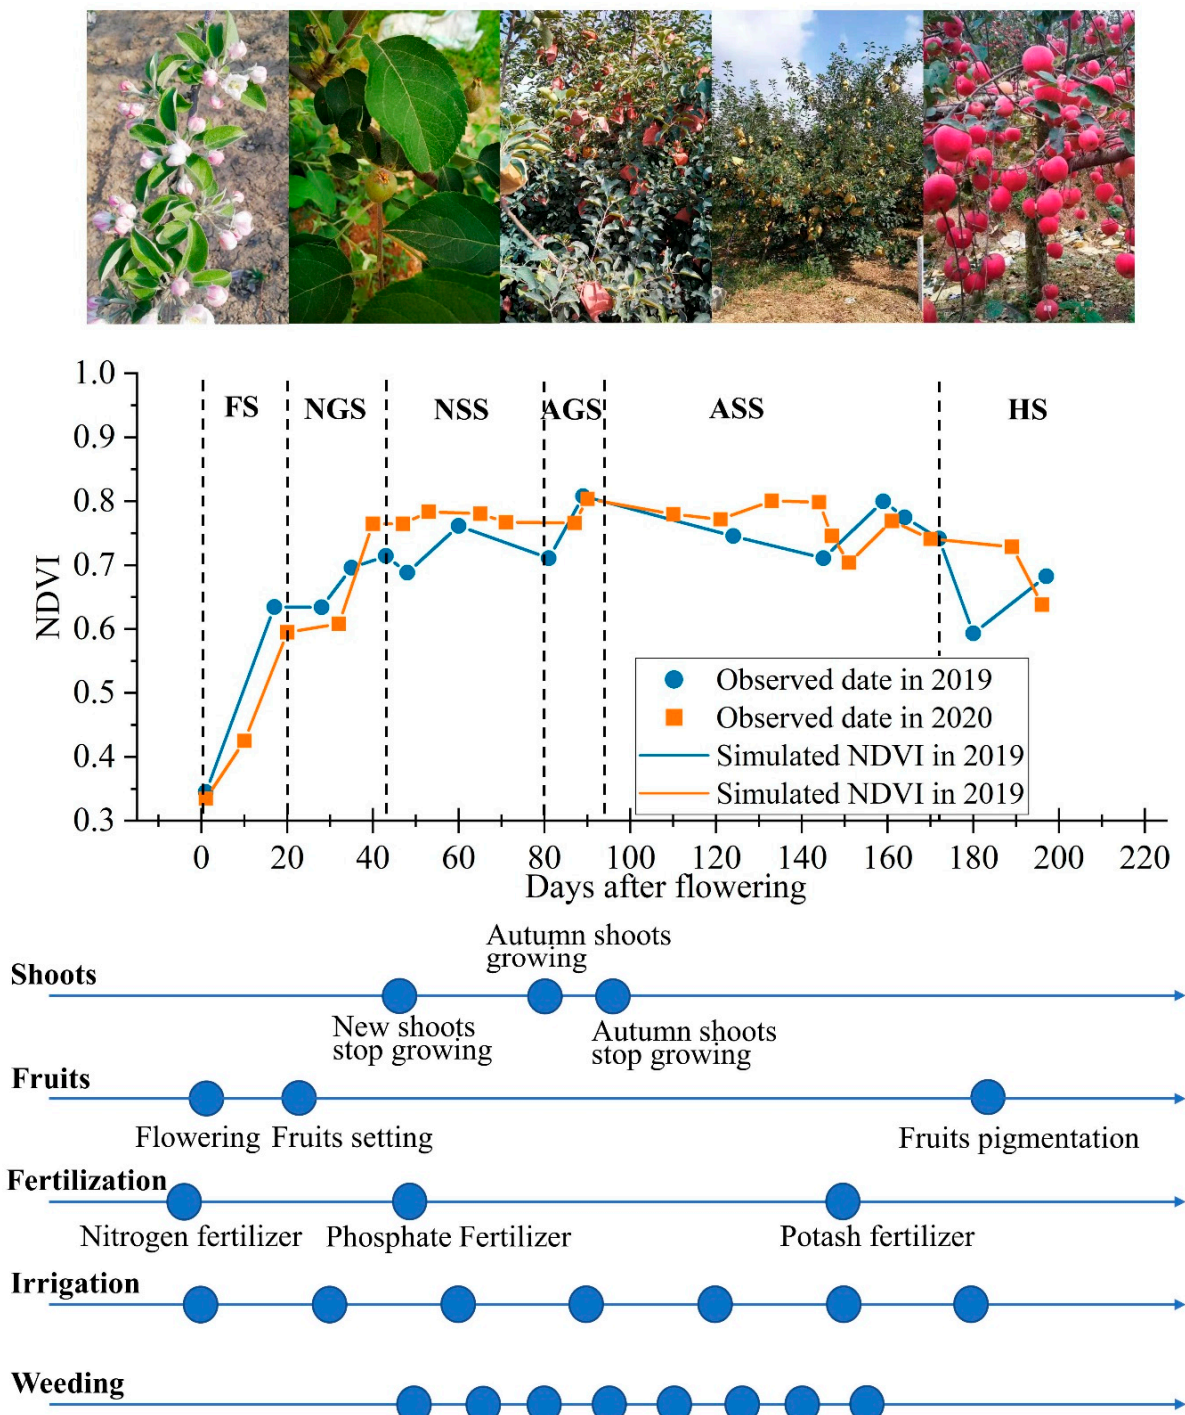 FS NGS NSS AGS ASS HS
1.0
0.9
0.8
0.7
0.6
0.5
0.4
0.3
NDVI
Observed date in 2019
Observed date in 2020
Simulated NDVI in 2019
Simulated NDVI in 2019
0 20 40 60 80 100 120 140 160 180 200 220
Days after flowering
Autumn shoots
growing
Shoots
New shoots
stop growing
Autumn shoots
stop growing
Fruits
Flowering
Fruits setting
Fruits pigmentation
Fertilization
Nitrogen fertilizer
Phosphate Fertilizer
Potash fertilizer
Irrigation
Weeding